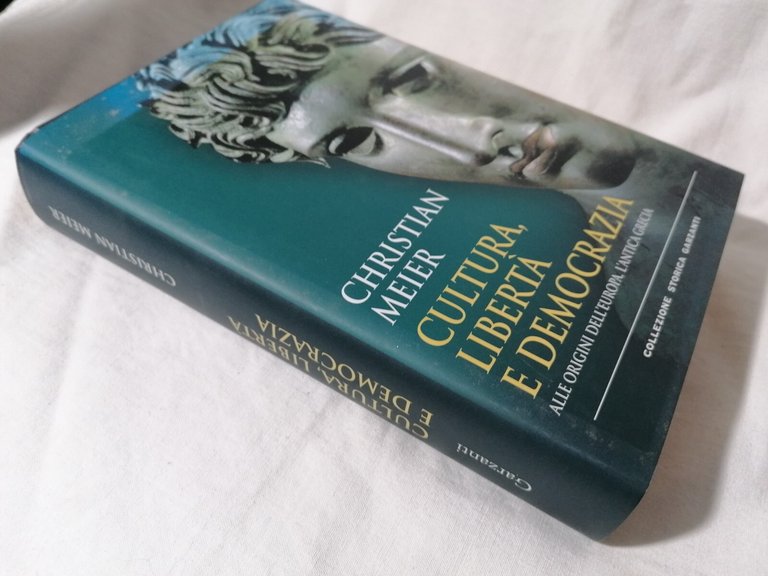 CHRISTIAN
MEIER
CULTURA,
LIBERTÀ
E DEMOCRAZIA
ALLE ORIGINI DELL'EUROPA. L'ANTICA GRECIA
COLLEZIONE STORICA GARZANTI
CHRISTIAN MEIER
CULTURA, LIBERTÀ
E DEMOCRAZIA
Garzanti